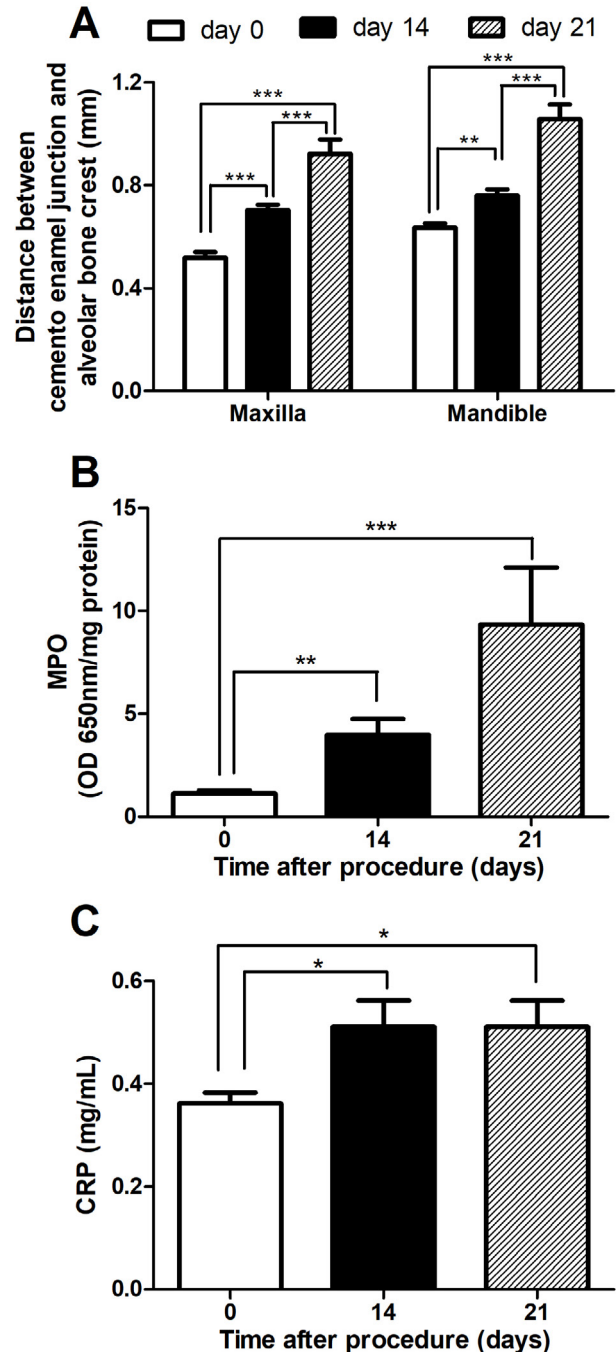 A
day 0
day 14
day 21
Distance between
cemento enamel junction and
alveolar bone crest (mm)
1.2
0.8
0.4
0.0
***
***
***
***
***
**
Maxilla
Mandible
B
MPO
(OD 650nm/mg protein)
15
10
5
0
***
**
0
14
21
Time after procedure (days)
C
CRP (mg/mL)
0.6
0.4
0.2
0.0
*
*
0
14
21
Time after procedure (days)